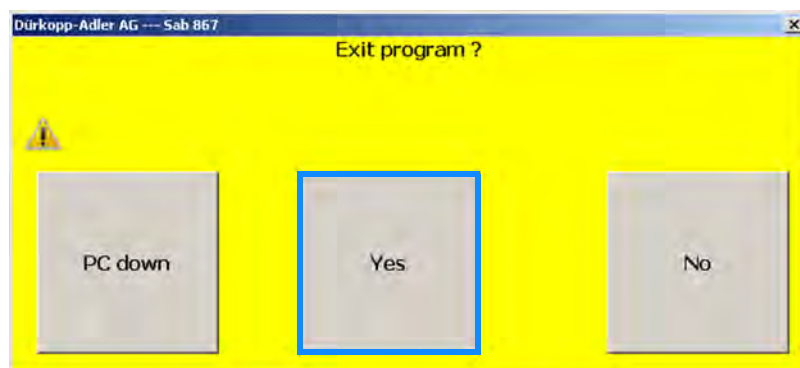 Dürkopp-Adler AG --- Sab 867
Exit program ?
PC down
Yes
No